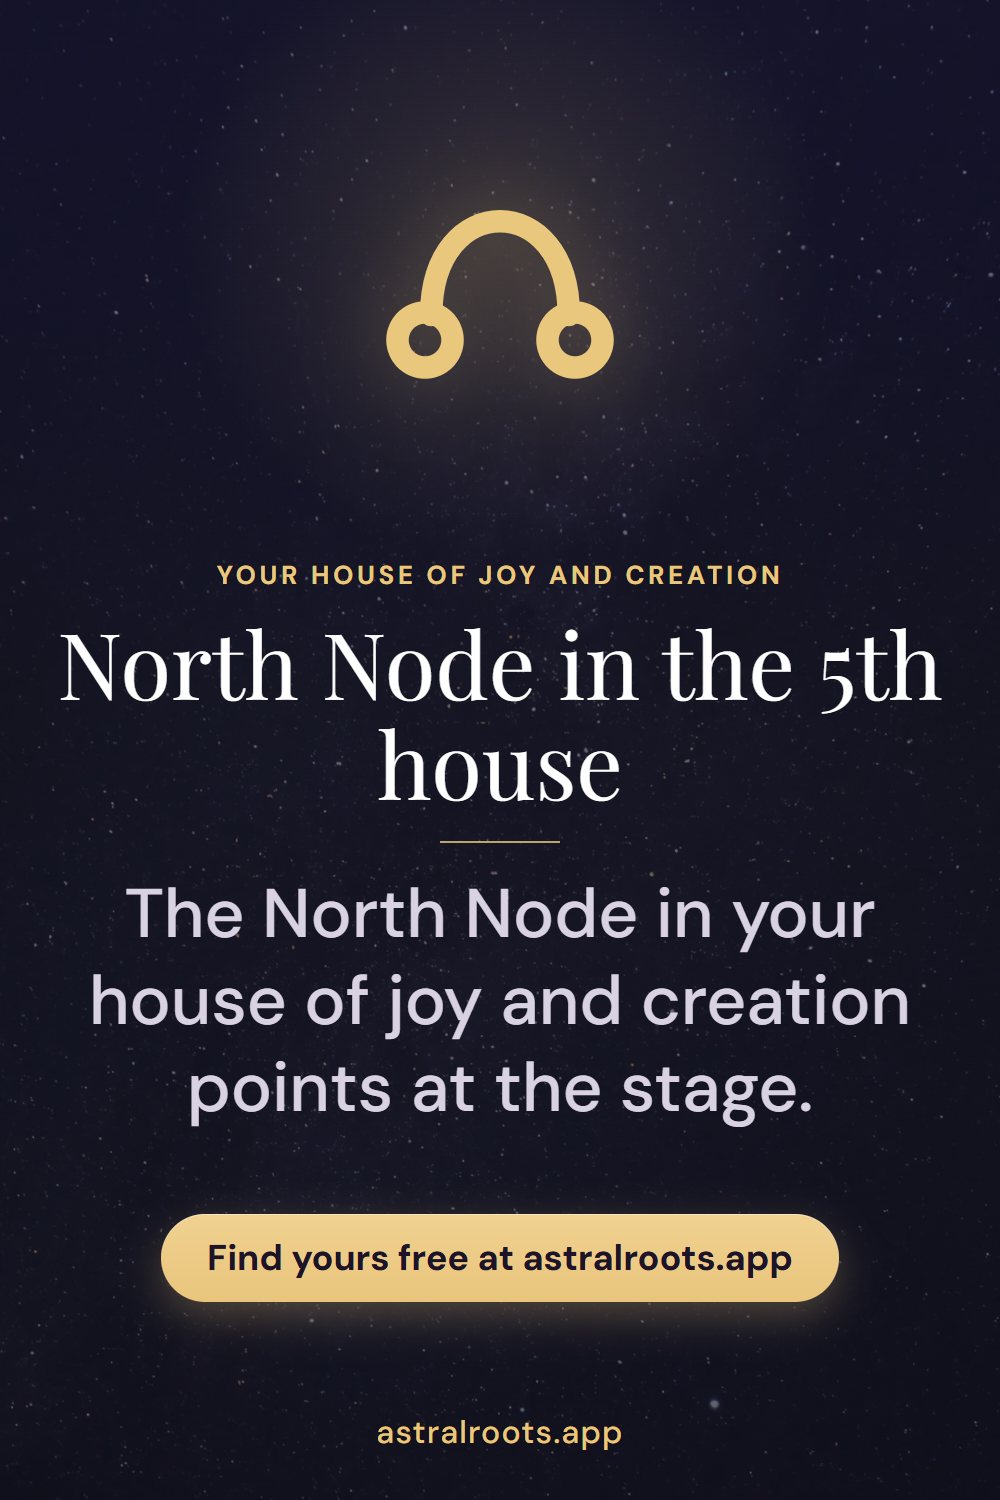 YOUR HOUSE OF JOY AND CREATION
North Node in the 5th
house
The North Node in your
house of joy and creation
points at the stage.
Find yours free at astralroots.app
astralroots.app